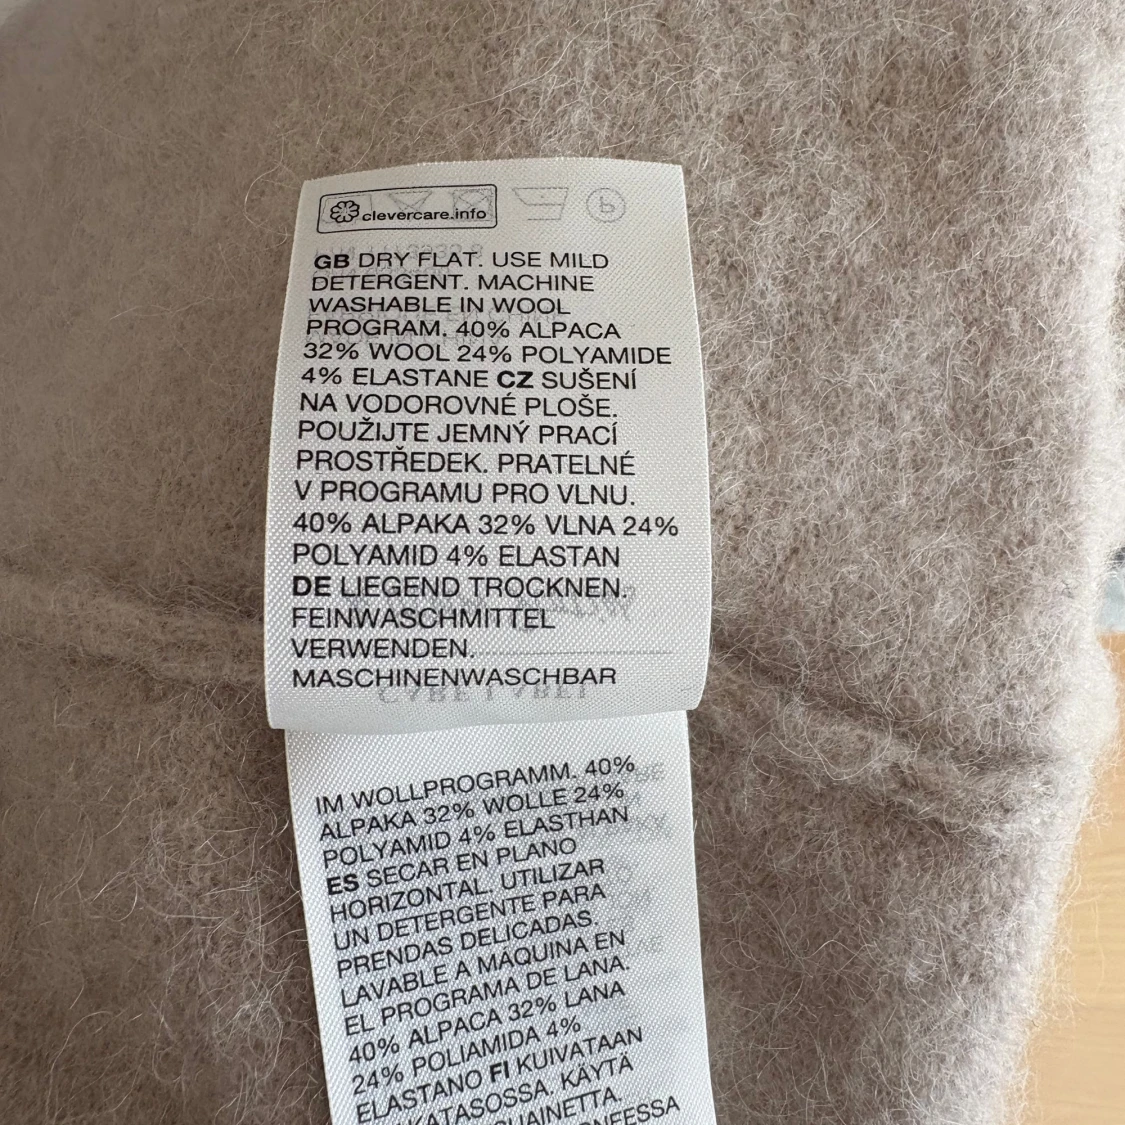 clevercare.info
GB DRY FLAT. USE MILD
DETERGENT. MACHINE
WASHABLE IN WOOL
PROGRAM. 40% ALPACA
32% WOOL 24% POLYAMIDE
4% ELASTANE CZ SUŠENÍ
NA VODOROVNÉ PLOŠE.
POUŽIJTE JEMNÝ PRACÍ
PROSTŘEDEK. PRATELNÉ
V PROGRAMU PRO VLNU.
40% ALPAKA 32% VLNA 24%
POLYAMID 4% ELASTAN
DE LIEGEND TROCKNEN.
FEINWASCHMITTEL
VERWENDEN.
MASCHINENWASCHBAR
IM WOLLPROGRAMM. 40%
ALPAKA 32% WOLLE 24%
POLYAMID 4% ELASTHAN
ES SECAR EN PLANO
HORIZONTAL. UTILIZAR
UN DETERGENTE PARA
PRENDAS DELICADAS.
LAVABLE A MÁQUINA EN
EL PROGRAMA DE LANA.
40% ALPACA 32% LANA
24% POLIAMIDA 4%
ELASTANO FI KUIVATAAN
KÄYTÄ